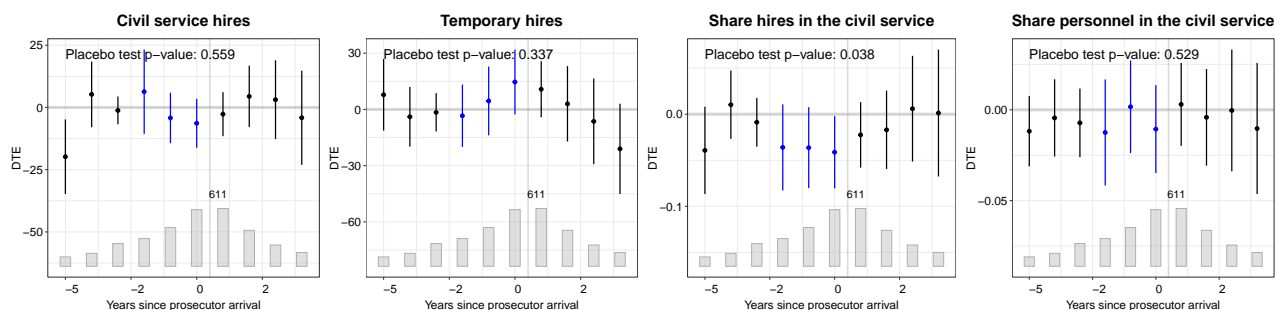 Civil service hires
Placebo test p−value: 0.559
25
0
−25
−50
DTE
611
−5
−2
0
2
Years since prosecutor arrival
Temporary hires
Placebo test p−value: 0.337
30
0
−30
−60
DTE
611
−5
−2
0
2
Years since prosecutor arrival
Share hires in the civil service
Placebo test p−value: 0.038
0.0
−0.1
DTE
611
−5
−2
0
2
Years since prosecutor arrival
Share personnel in the civil service
Placebo test p−value: 0.529
0.00
−0.05
DTE
611
−5
−2
0
2
Years since prosecutor arrival